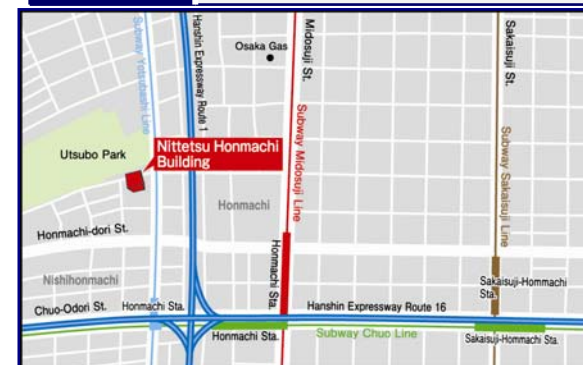 Subway Yotsubashi Line
Hanshin Expressway Route 1
Osaka Gas
Midosuji St.
Sakaisuji St.
Utsubo Park
Nittetsu Honmachi
Building
Subway Midosuji Line
Subway Sakaisuji Line
Honmachi
Honmachi-dori St.
Honmachi Sta.
Nishihonmachi
Sakaisuji-Hommachi
Sta.
Chuo-Odori St.
Honmachi Sta.
Hanshin Expressway Route 16
Honmachi Sta.
Subway Chuo Line
Sakaisuji-Hommachi Sta.